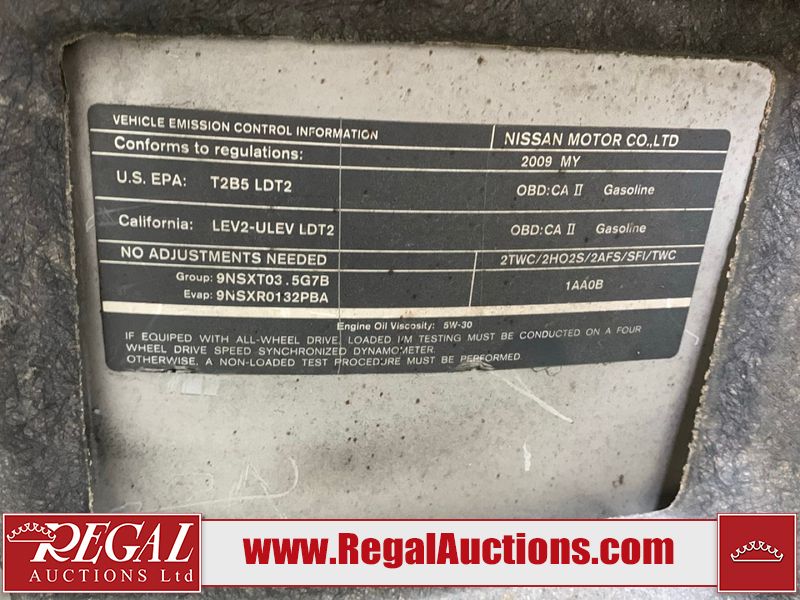 VEHICLE EMISSION CONTROL INFORMATION NISSAN MOTOR CO.,LTD
Conforms to regulations: 2009 MY
U.S. EPA: T2B5 LDT2 OBD:CA II Gasoline
California: LEV2-ULEV LDT2 OBD:CA II Gasoline
NO ADJUSTMENTS NEEDED 2TWC/2HO2S/2AFS/SFI/TWC
Group: 9NSXT03.5G7B 1AA0B
Evap: 9NSXR0132PBA
Engine Oil Viscosity: 5W-30
IF EQUIPED WITH ALL-WHEEL DRIVE, LOADED I'M TESTING MUST BE CONDUCTED ON A FOUR
WHEEL DRIVE SPEED SYNCHRONIZED DYNAMOMETER.
OTHERWISE, A NON-LOADED TEST PROCEDURE MUST BE PERFORMED
REGAL
AUCTIONS Ltd
www.RegalAuctions.com